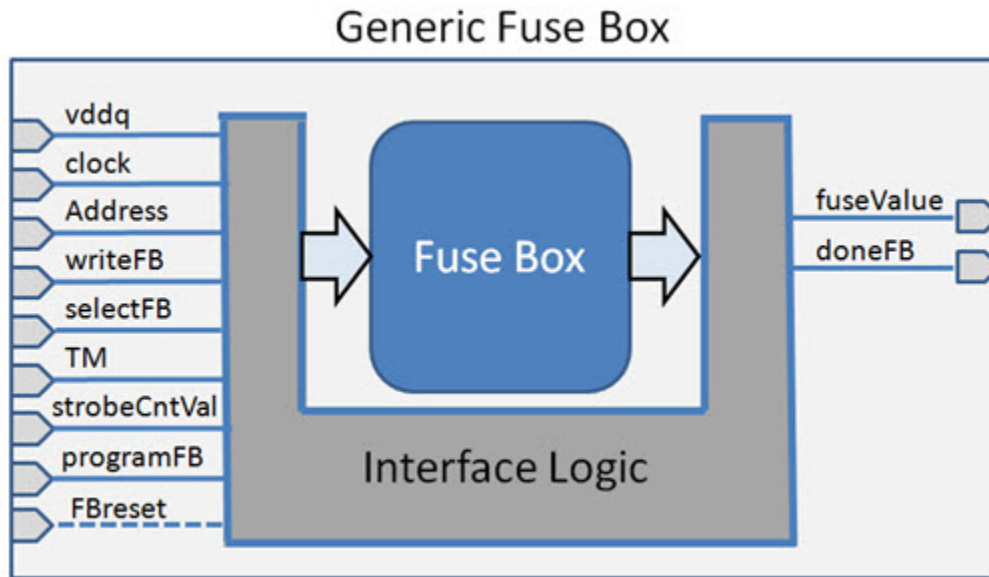 Generic Fuse Box
vddq
clock
Address
writeFB
selectFB
TM
strobeCntVal
programFB
FBreset
Fuse Box
Interface Logic
fuseValue
doneFB